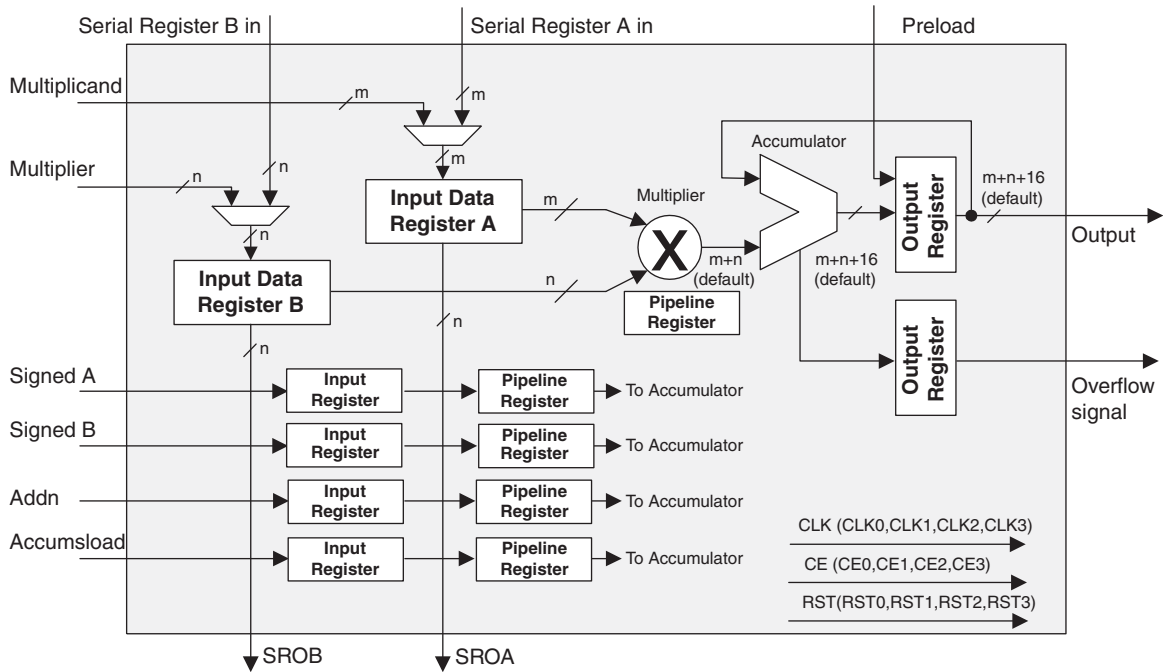 Serial Register B in
Serial Register A in
Preload
Multiplicand
m
m
Multiplier
n
n
m
n
Input Data
Register A
m
Multiplier
X
Accumulator
m+n
(default)
m+n+16
(default)
Output
Register
m+n+16
(default)
Output
Input Data
Register B
n
Pipeline
Register
n
n
Output
Register
Overflow
signal
Signed A
Input
Register
Pipeline
Register
To Accumulator
Signed B
Input
Register
Pipeline
Register
To Accumulator
Addn
Input
Register
Pipeline
Register
To Accumulator
Accumsload
Input
Register
Pipeline
Register
To Accumulator
CLK (CLK0,CLK1,CLK2,CLK3)
CE (CE0,CE1,CE2,CE3)
RST(RST0,RST1,RST2,RST3)
SROB
SROA